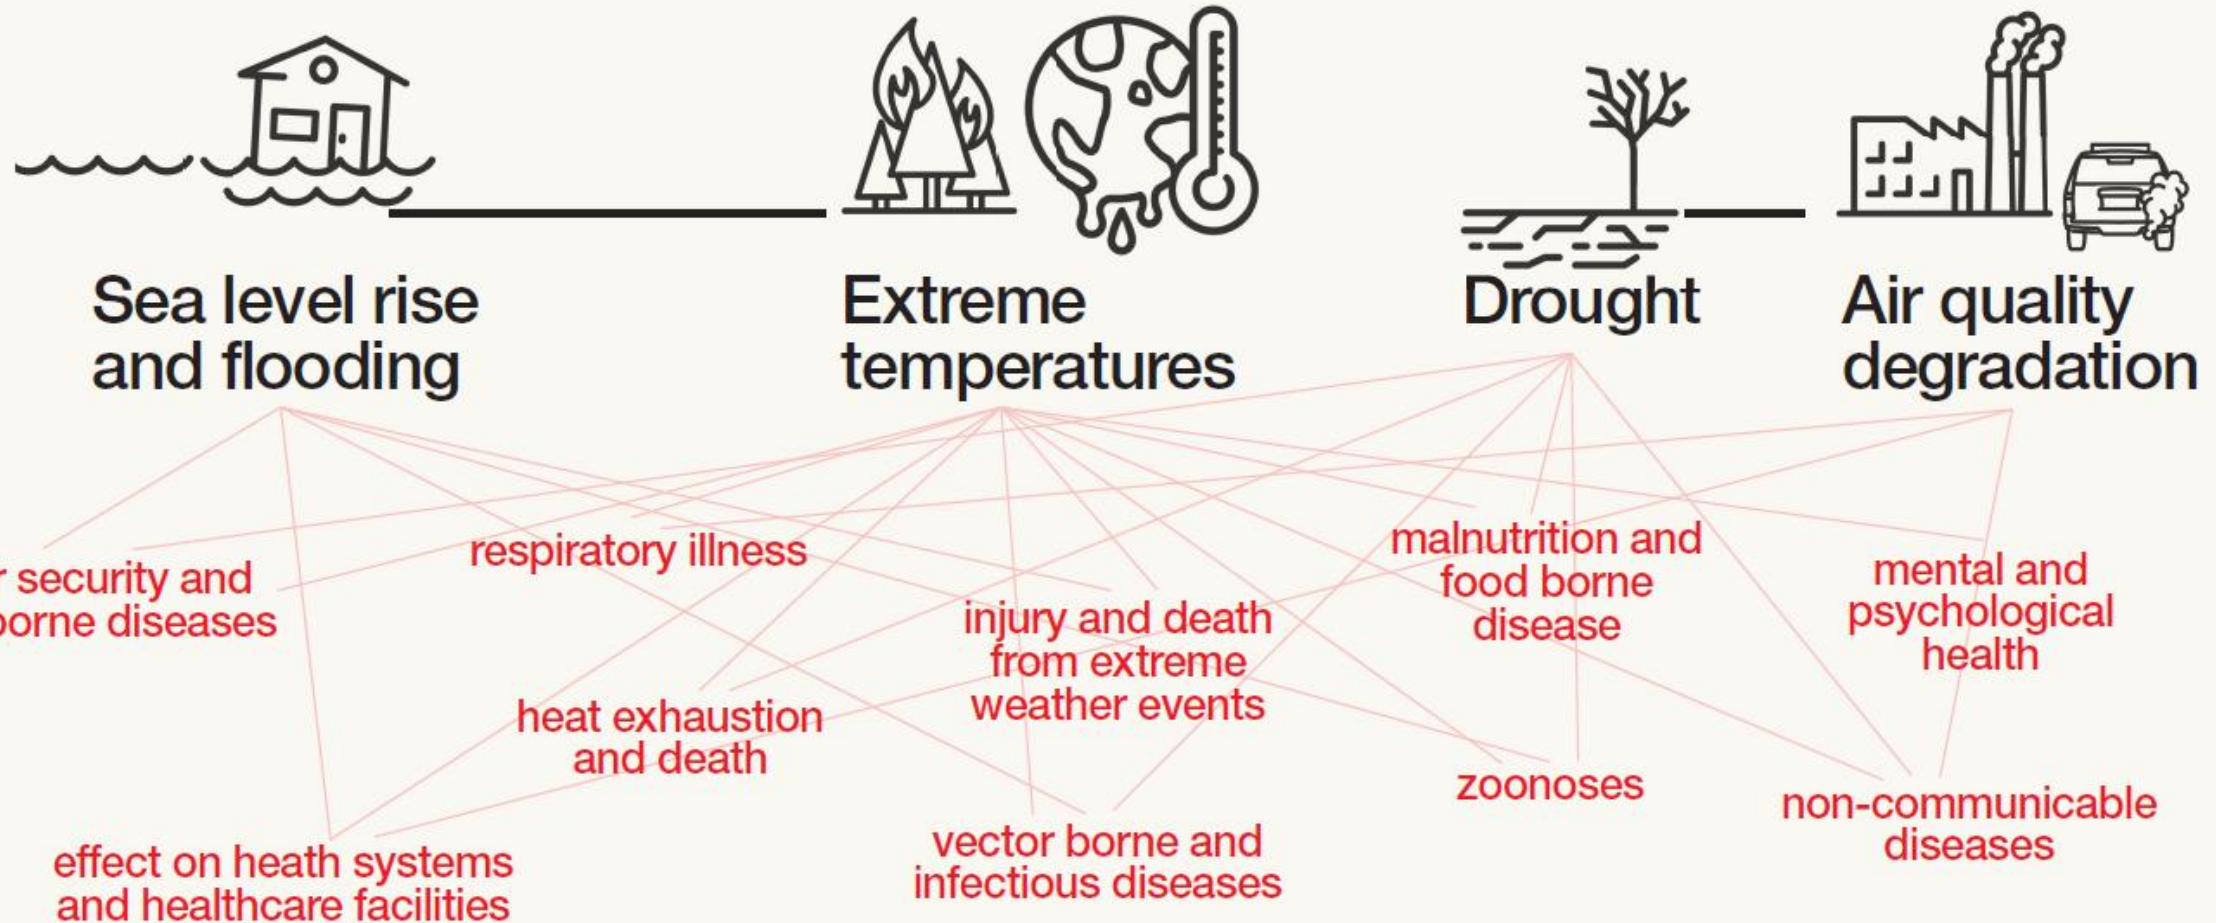 Sea level rise
and flooding
Extreme
temperatures
Drought
Air quality
degradation
r security and
borne diseases
respiratory illness
malnutrition and
food borne
disease
mental and
psychological
health
injury and death
from extreme
weather events
heat exhaustion
and death
zoonoses
non-communicable
diseases
effect on heath systems
and healthcare facilities
vector borne and
infectious diseases